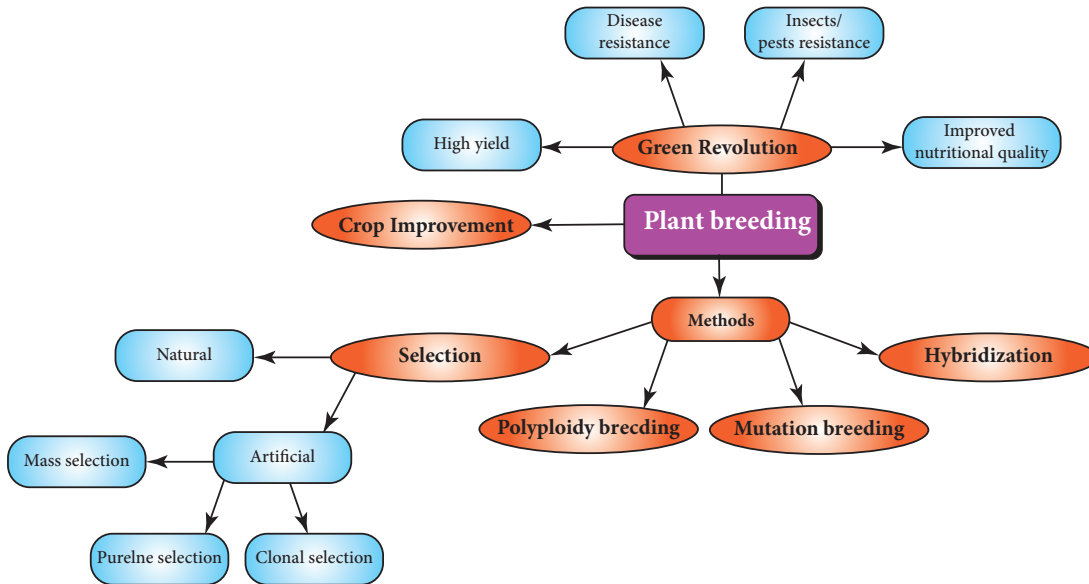 Disease
resistance
Insects/
pests resistance
High yield
Green Revolution
Improved
nutritional quality
Crop Improvement
Plant breeding
Methods
Natural
Selection
Hybridization
Polyploidy brecding
Mutation breeding
Mass selection
Artificial
Purelne selection
Clonal selection